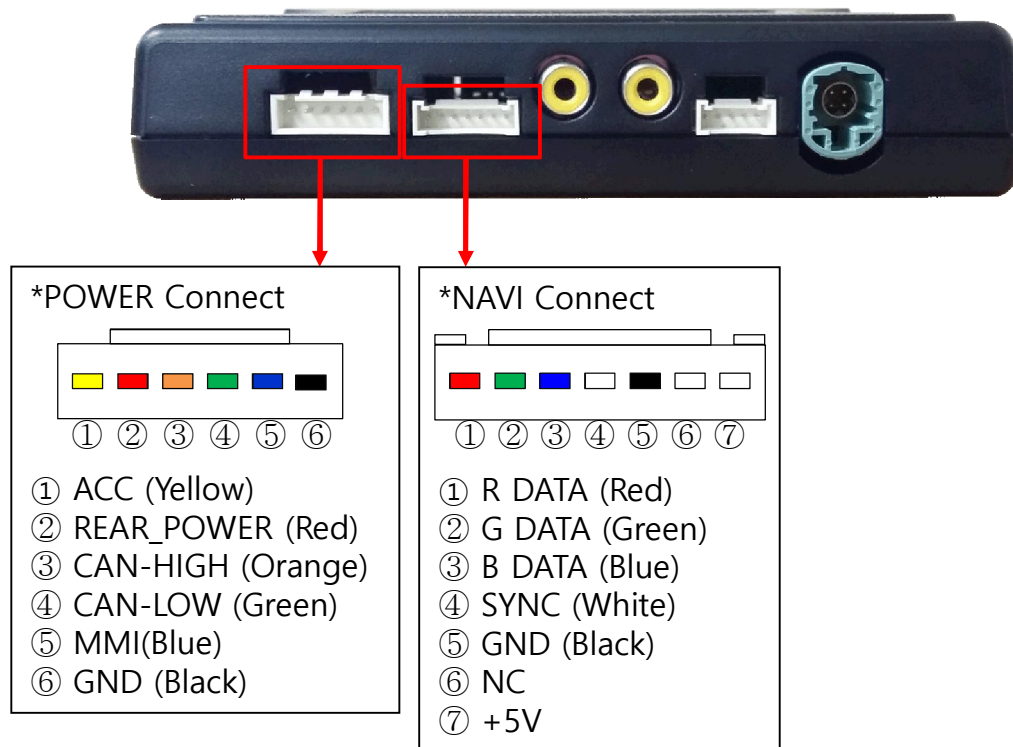 *POWER Connect
① ② ③ ④ ⑤ ⑥
① ACC (Yellow)
② REAR_POWER (Red)
③ CAN-HIGH (Orange)
④ CAN-LOW (Green)
⑤ MMI(Blue)
⑥ GND (Black)
*NAVI Connect
① ② ③ ④ ⑤ ⑥ ⑦
① R DATA (Red)
② G DATA (Green)
③ B DATA (Blue)
④ SYNC (White)
⑤ GND (Black)
⑥ NC
⑦ +5V